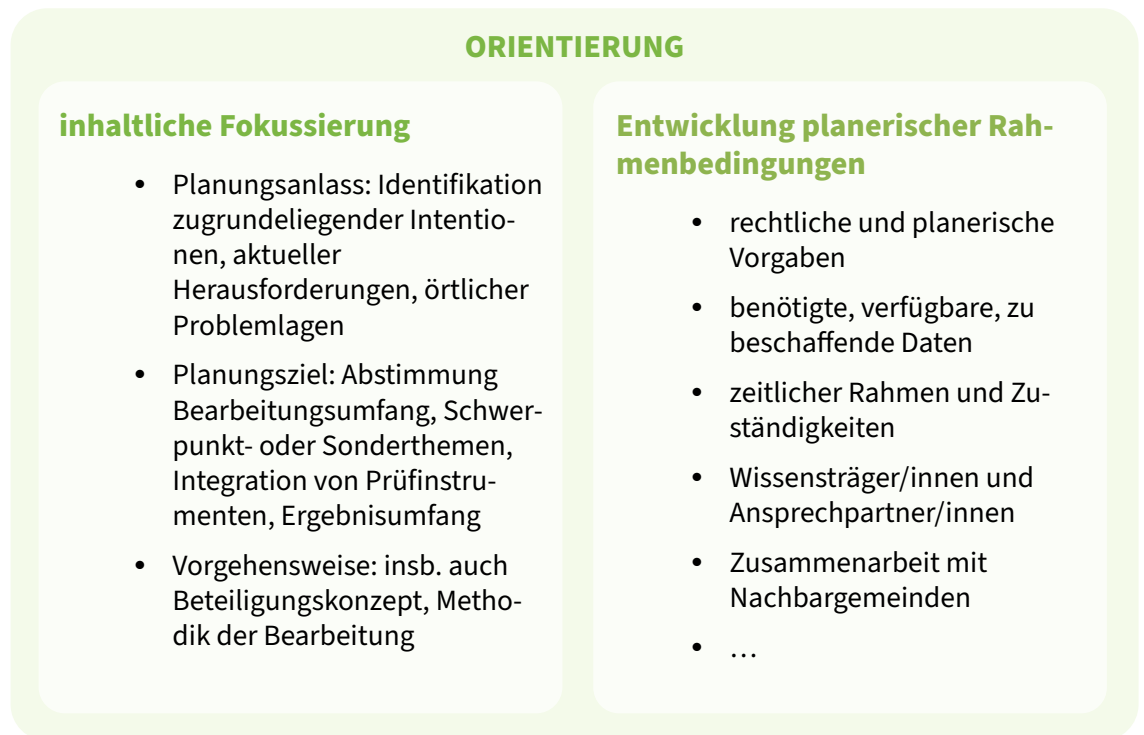 ORIENTIERUNG
inhaltliche Fokussierung
• Planungsanlass: Identifikation
zugrundeliegender Intentio-
nen, aktueller
Herausforderungen, örtlicher
Problemlagen
• Planungsziel: Abstimmung
Bearbeitungsumfang, Schwer-
punkt- oder Sonderthemen,
Integration von Prüfinstru-
menten, Ergebnisumfang
• Vorgehensweise: insb. auch
Beteiligungskonzept, Metho-
dik der Bearbeitung
Entwicklung planerischer Rah-
menbedingungen
• rechtliche und planerische
Vorgaben
• benötigte, verfügbare, zu
beschaffende Daten
• zeitlicher Rahmen und Zu-
ständigkeiten
• Wissensträger/innen und
Ansprechpartner/innen
• Zusammenarbeit mit
Nachbargemeinden
• …